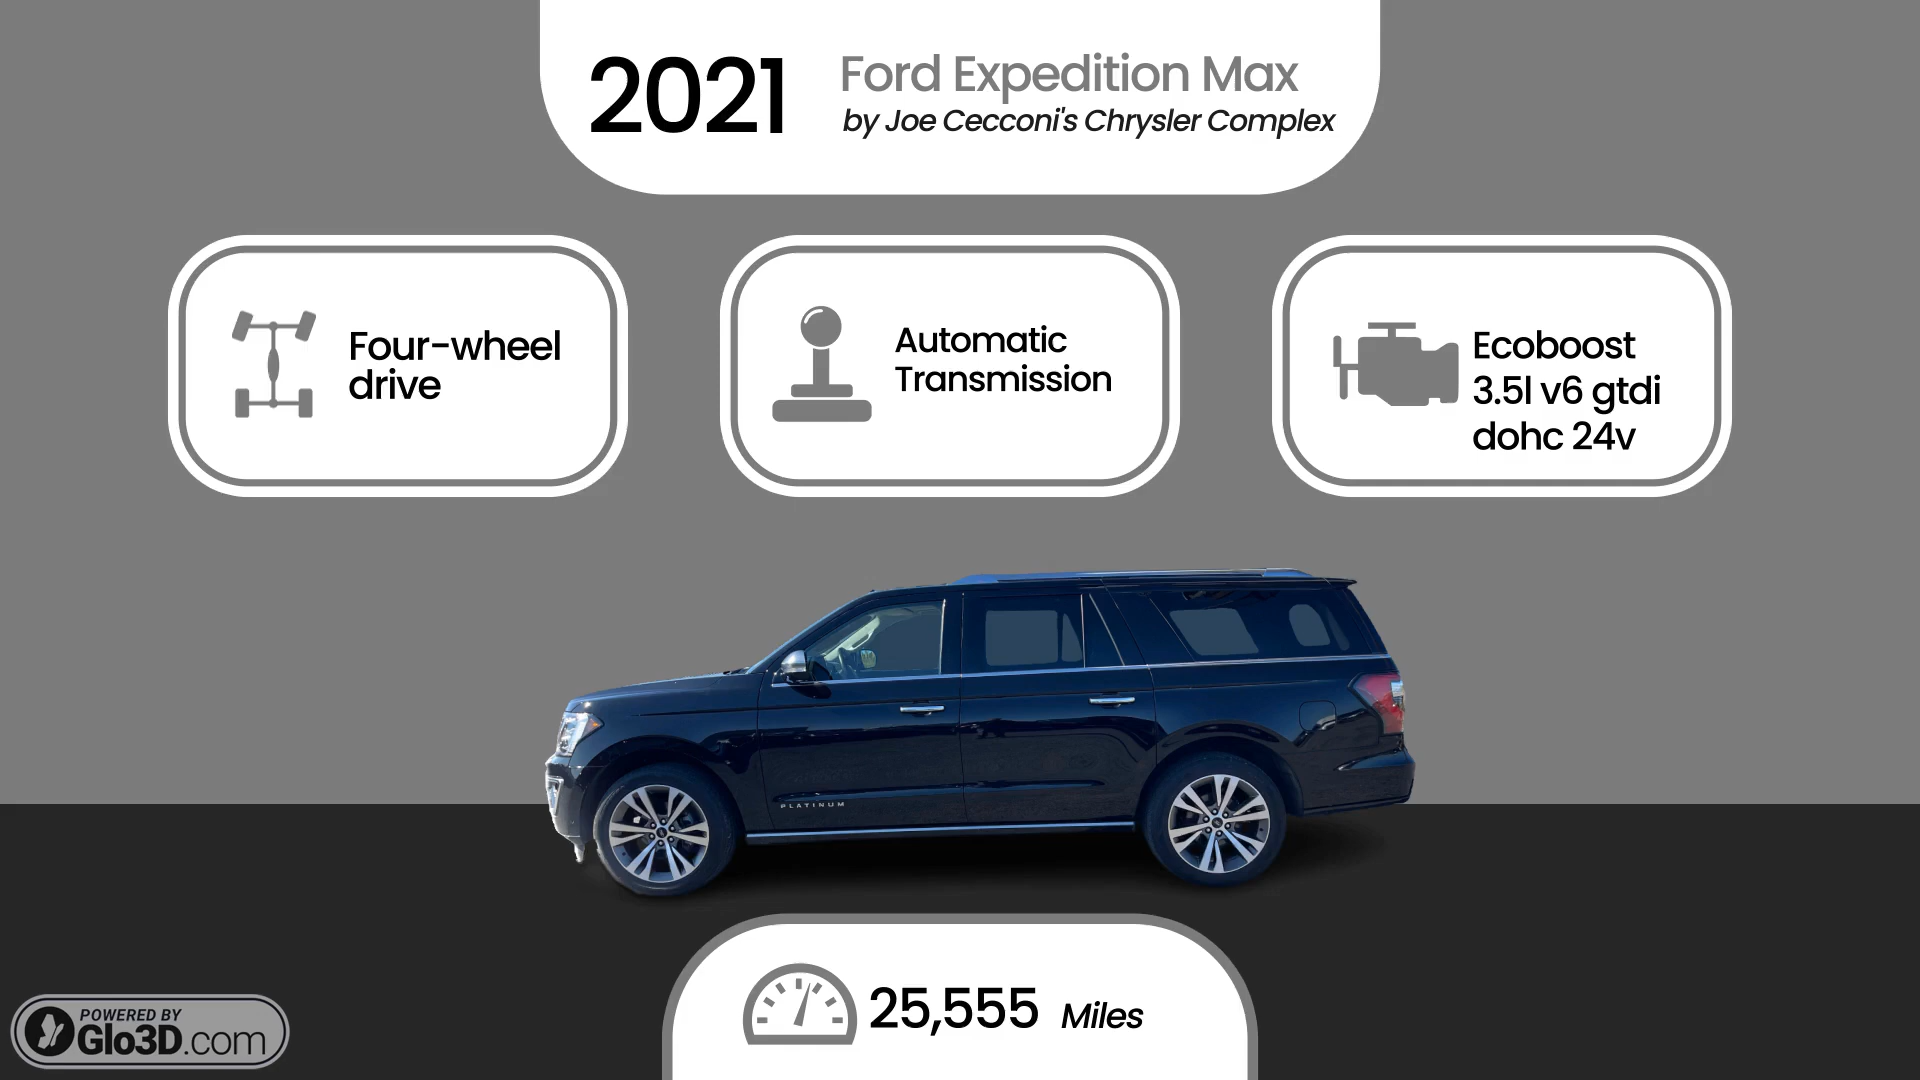 2021
Ford Expedition Max
by Joe Cecconi's Chrysler Complex
Four-wheel
drive
Automatic
Transmission
Ecoboost
3.5l v6 gtdi
dohc 24v
PLATINUM
25,555 Miles
POWERED BY
Glo3D.com